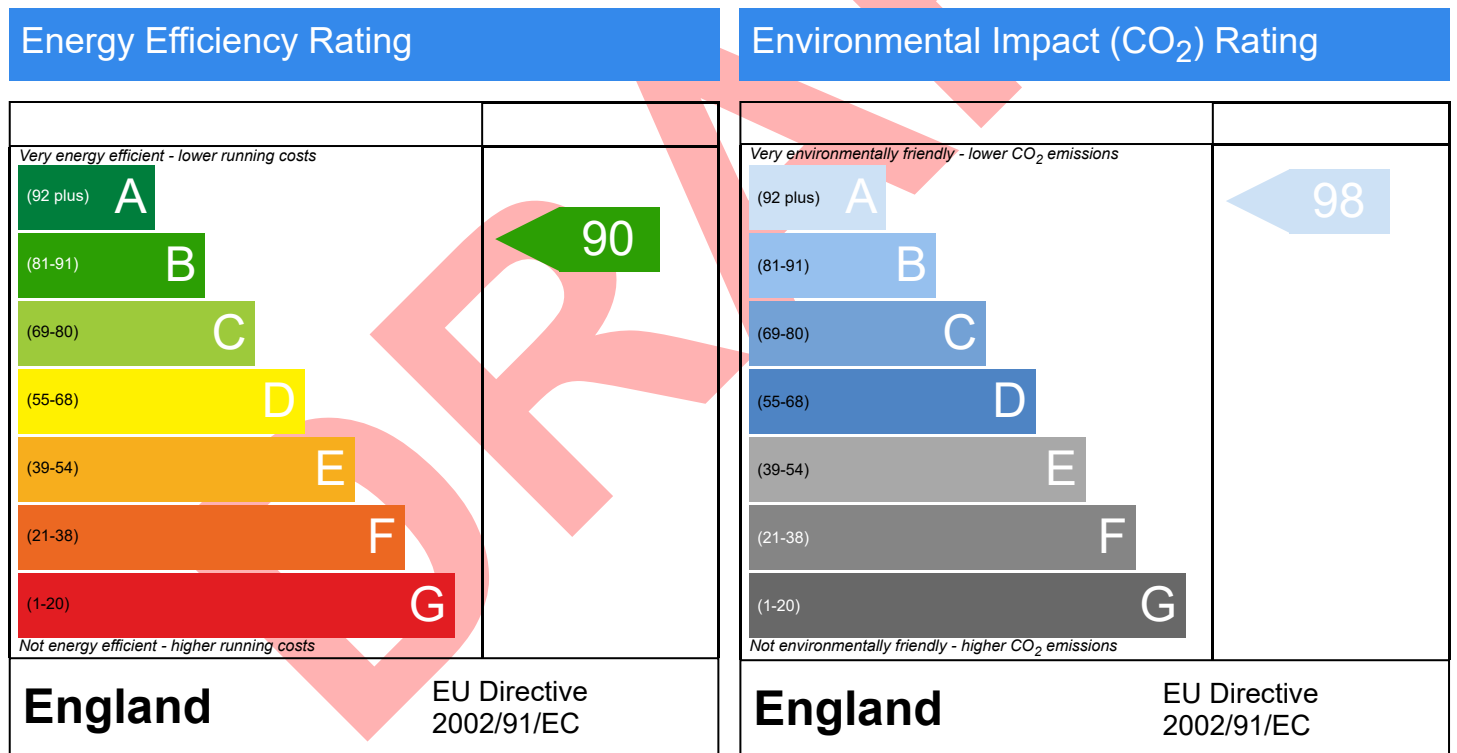 Energy Efficiency Rating
Very energy efficient - lower running costs
(92 plus) A
(81-91) B
(69-80) C
(55-68) D
(39-54) E
(21-38) F
(1-20) G
Not energy efficient - higher running costs
90
England
EU Directive
2002/91/EC
Environmental Impact (CO₂) Rating
Very environmentally friendly - lower CO₂ emissions
(92 plus) A
(81-91) B
(69-80) C
(55-68) D
(39-54) E
(21-38) F
(1-20) G
Not environmentally friendly - higher CO₂ emissions
98
England
EU Directive
2002/91/EC
DRA